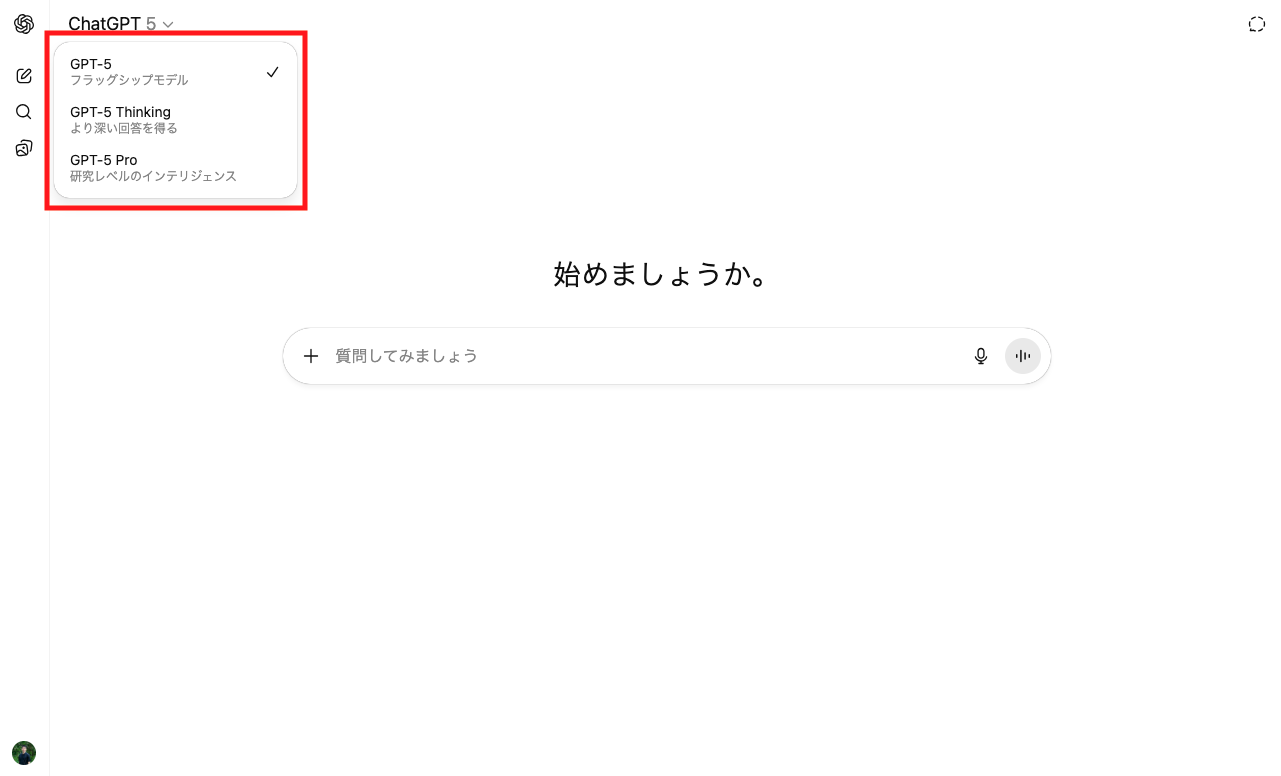 ChatGPT 5
GPT-5
フラッグシップモデル
GPT-5 Thinking
より深い回答を得る
GPT-5 Pro
研究レベルのインテリジェンス
始めましょうか。
質問してみましょう